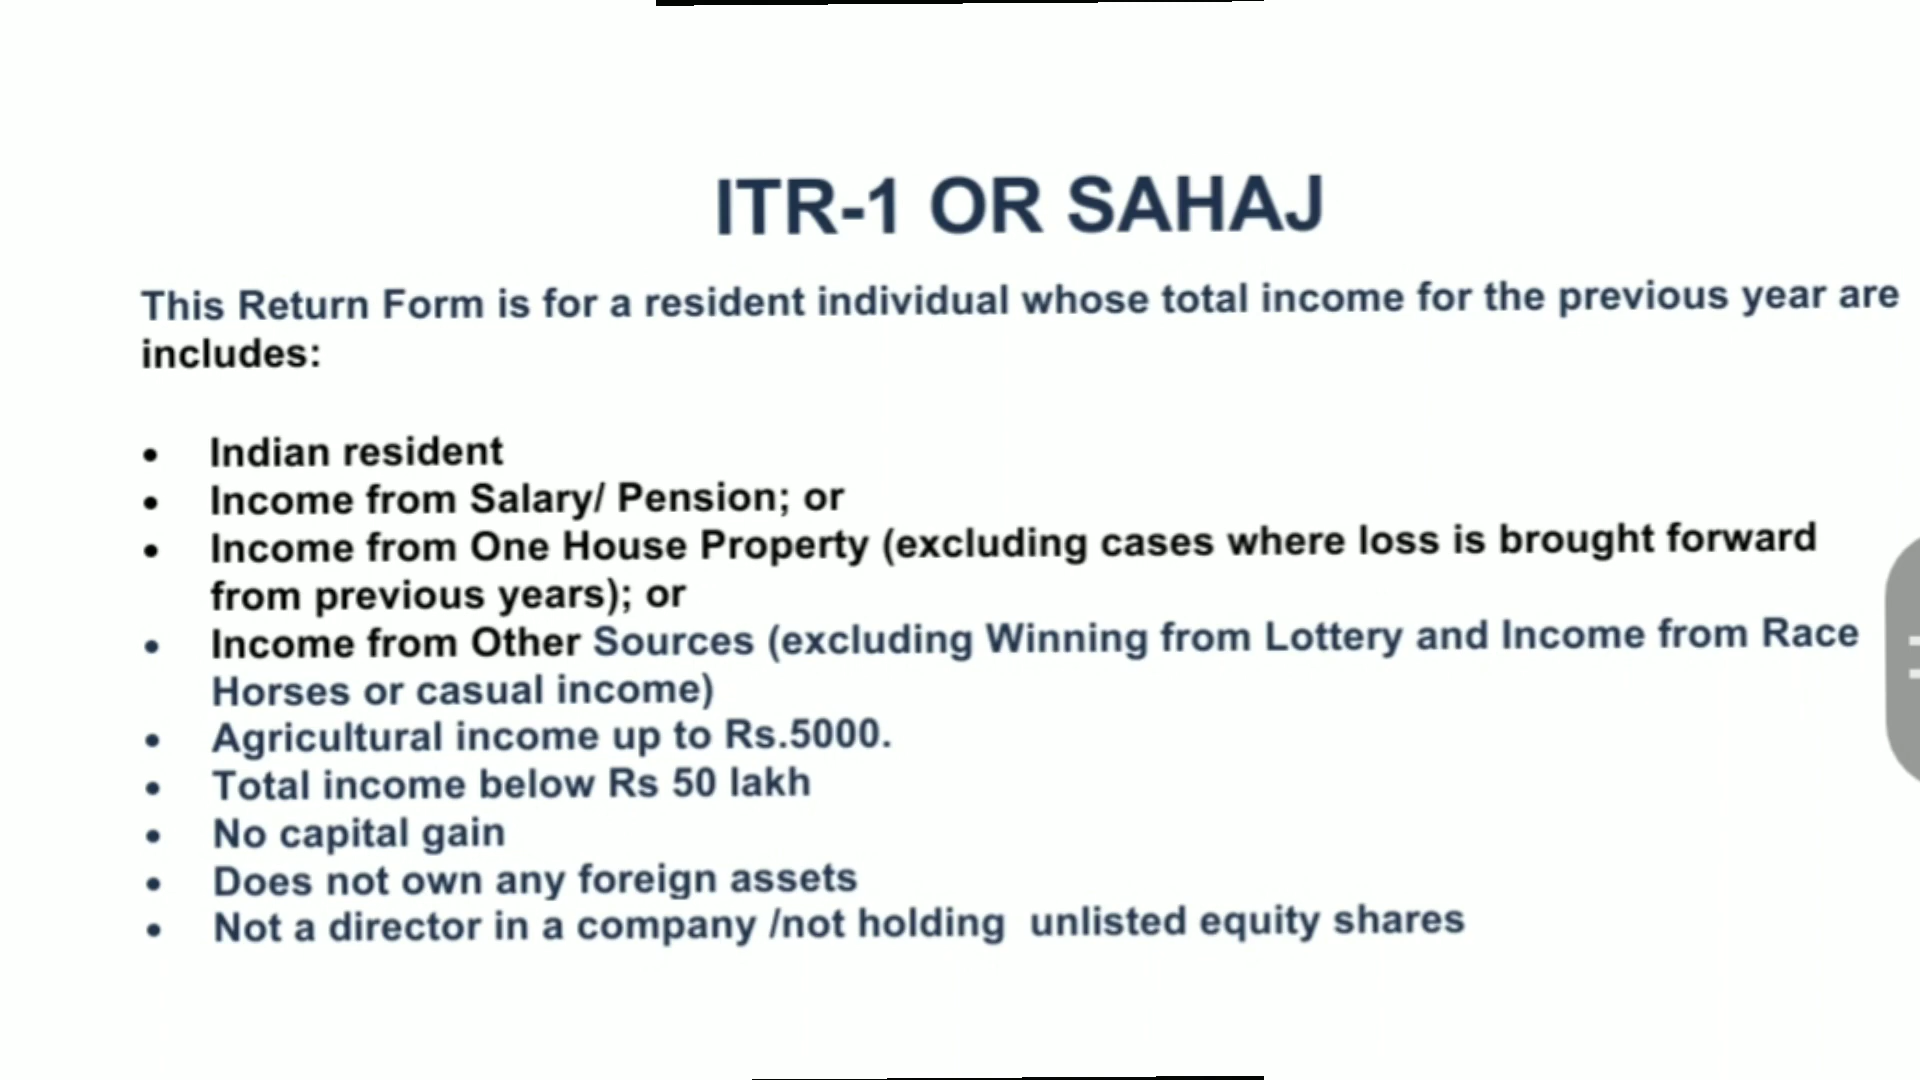 ITR-1 OR SAHAJ
This Return Form is for a resident individual whose total income for the previous year are
includes:
• Indian resident
• Income from Salary/ Pension; or
• Income from One House Property (excluding cases where loss is brought forward
from previous years); or
• Income from Other Sources (excluding Winning from Lottery and Income from Race
Horses or casual income)
• Agricultural income up to Rs.5000.
• Total income below Rs 50 lakh
• No capital gain
• Does not own any foreign assets
• Not a director in a company /not holding  unlisted equity shares